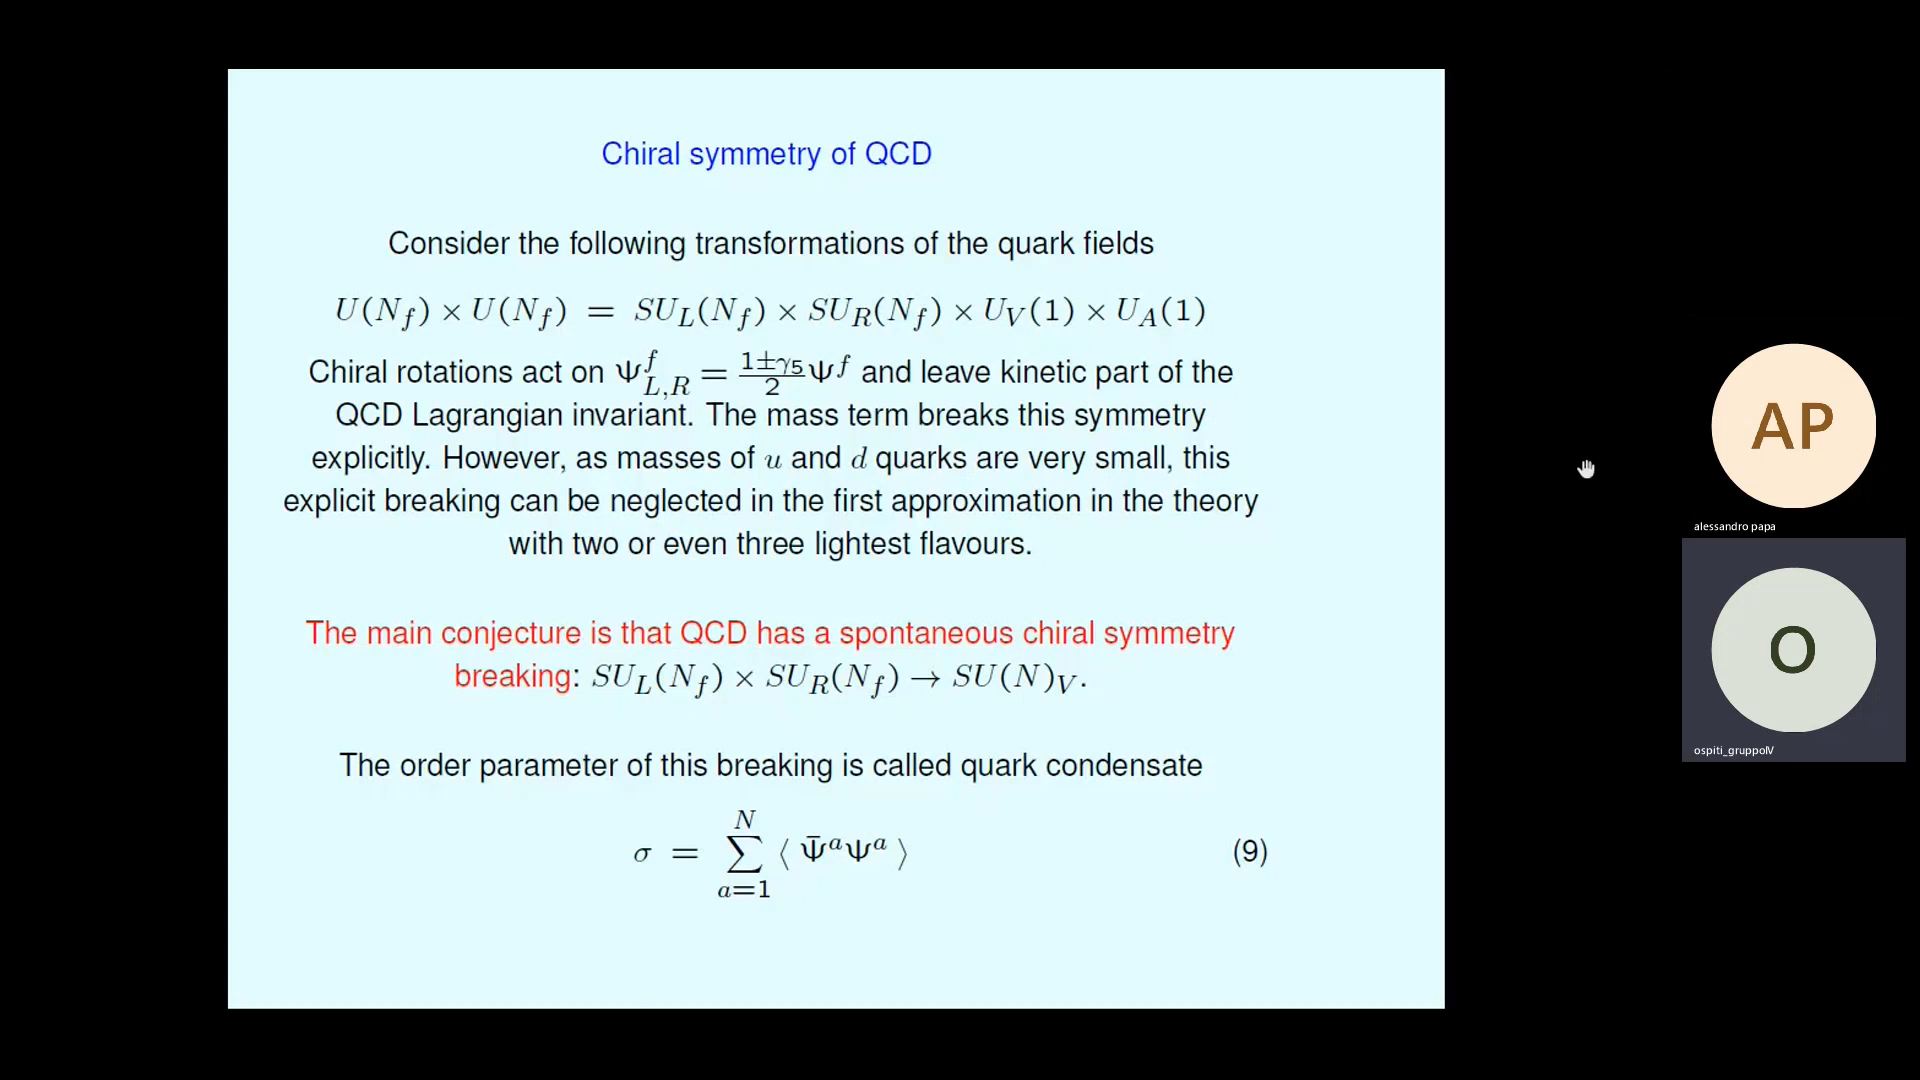 Chiral symmetry of QCD
Consider the following transformations of the quark fields
U(N_f) × U(N_f) = SU_L(N_f) × SU_R(N_f) × U_V(1) × U_A(1)
Chiral rotations act on Ψ^f_{L,R} = \frac{1±γ_5}{2}Ψ^f and leave kinetic part of the
QCD Lagrangian invariant. The mass term breaks this symmetry
explicitly. However, as masses of u and d quarks are very small, this
explicit breaking can be neglected in the first approximation in the theory
with two or even three lightest flavours.
The main conjecture is that QCD has a spontaneous chiral symmetry
breaking: SU_L(N_f) × SU_R(N_f) → SU(N)_V.
The order parameter of this breaking is called quark condensate
σ = \sum_{a=1}^{N} ⟨ \bar{Ψ}^a Ψ^a ⟩ (9)
AP
alessandro papa
O
ospiti_gruppoIV